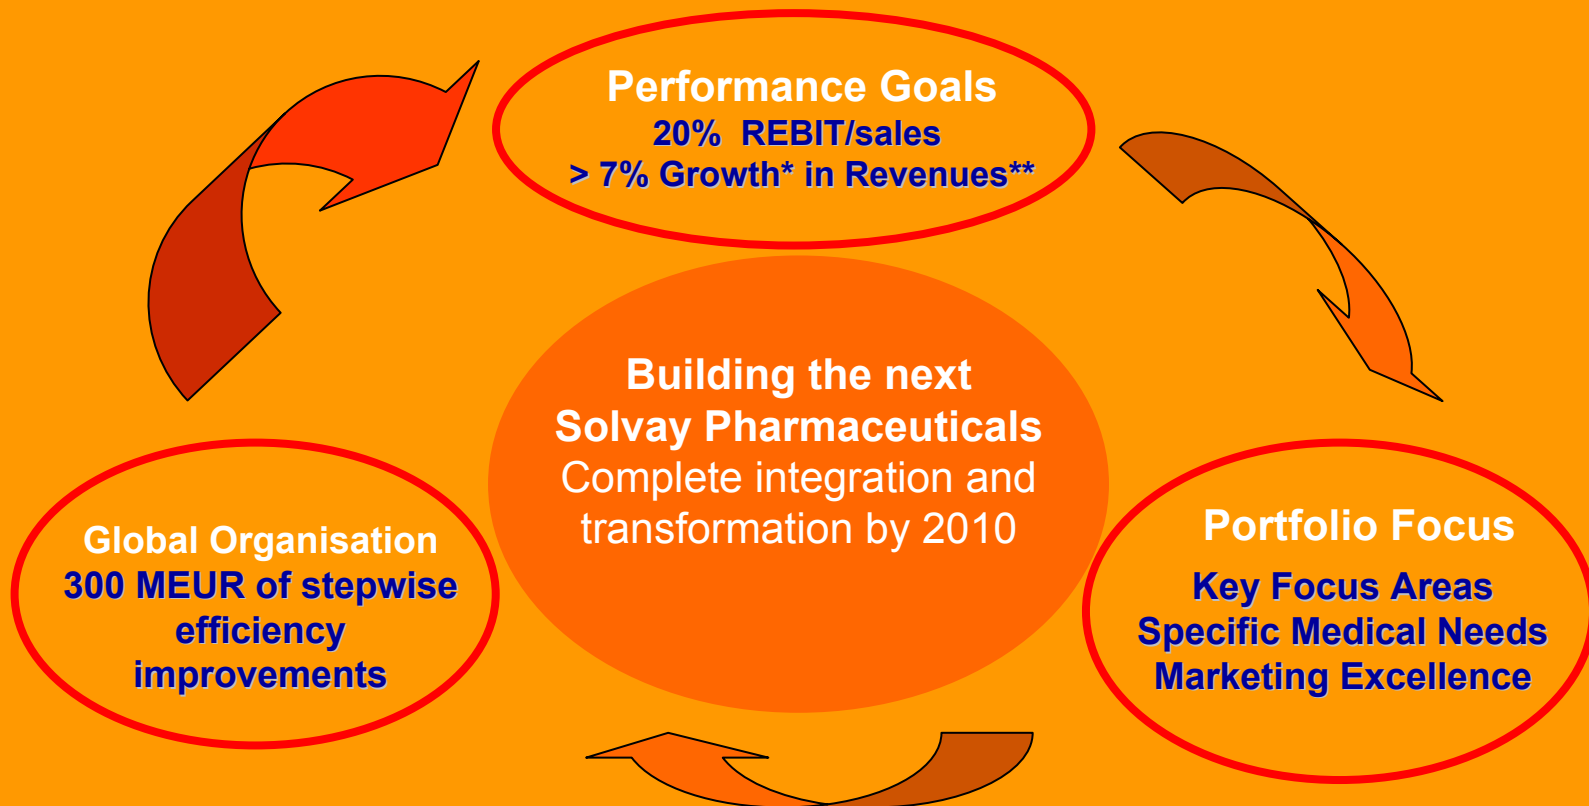 Performance Goals
20% REBIT/sales
> 7% Growth* in Revenues**
Building the next
Solvay Pharmaceuticals
Complete integration and
transformation by 2010
Global Organisation
300 MEUR of stepwise
efficiency
improvements
Portfolio Focus
Key Focus Areas
Specific Medical Needs
Marketing Excellence